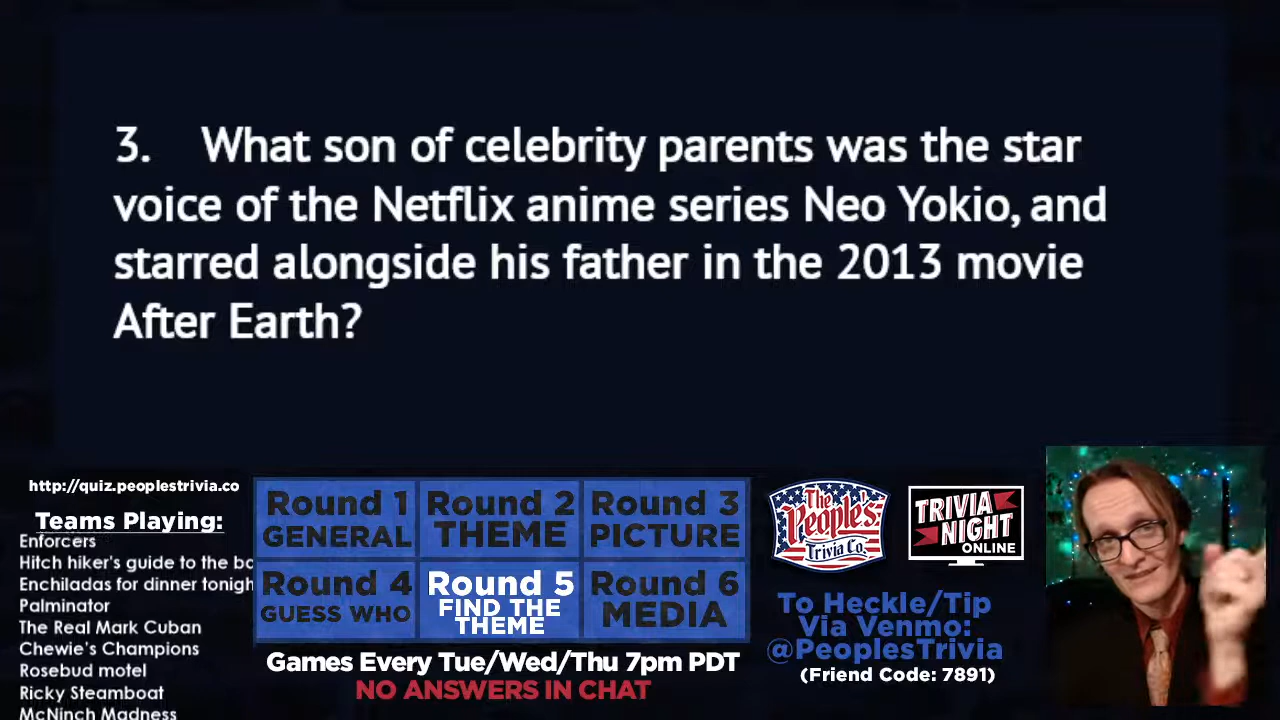 3. What son of celebrity parents was the star
voice of the Netflix anime series Neo Yokio, and
starred alongside his father in the 2013 movie
After Earth?
http://quiz.peoplestrivia.co
Teams Playing:
Enforcers
Hitch hiker's guide to the bo
Enchiladas for dinner tonigh
Palminator
The Real Mark Cuban
Chewie's Champions
Rosebud motel
Ricky Steamboat
McNinch Madness
Round 1
GENERAL
Round 2
THEME
Round 3
PICTURE
Round 4
GUESS WHO
Round 5
FIND THE
THEME
Round 6
MEDIA
Games Every Tue/Wed/Thu 7pm PDT
NO ANSWERS IN CHAT
The
People's
Trivia Co.
TRIVIA
NIGHT
ONLINE
To Heckle/Tip
Via Venmo:
@PeoplesTrivia
(Friend Code: 7891)